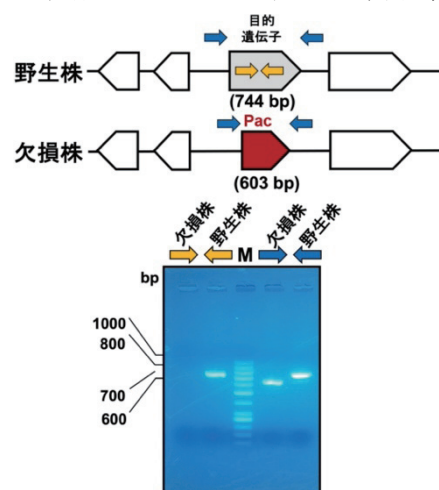 目的
遺伝子
野生株
(744 bp)
Pac
欠損株
(603 bp)
欠損株 野生株 M 欠損株 野生株
bp
1000
800
700
600